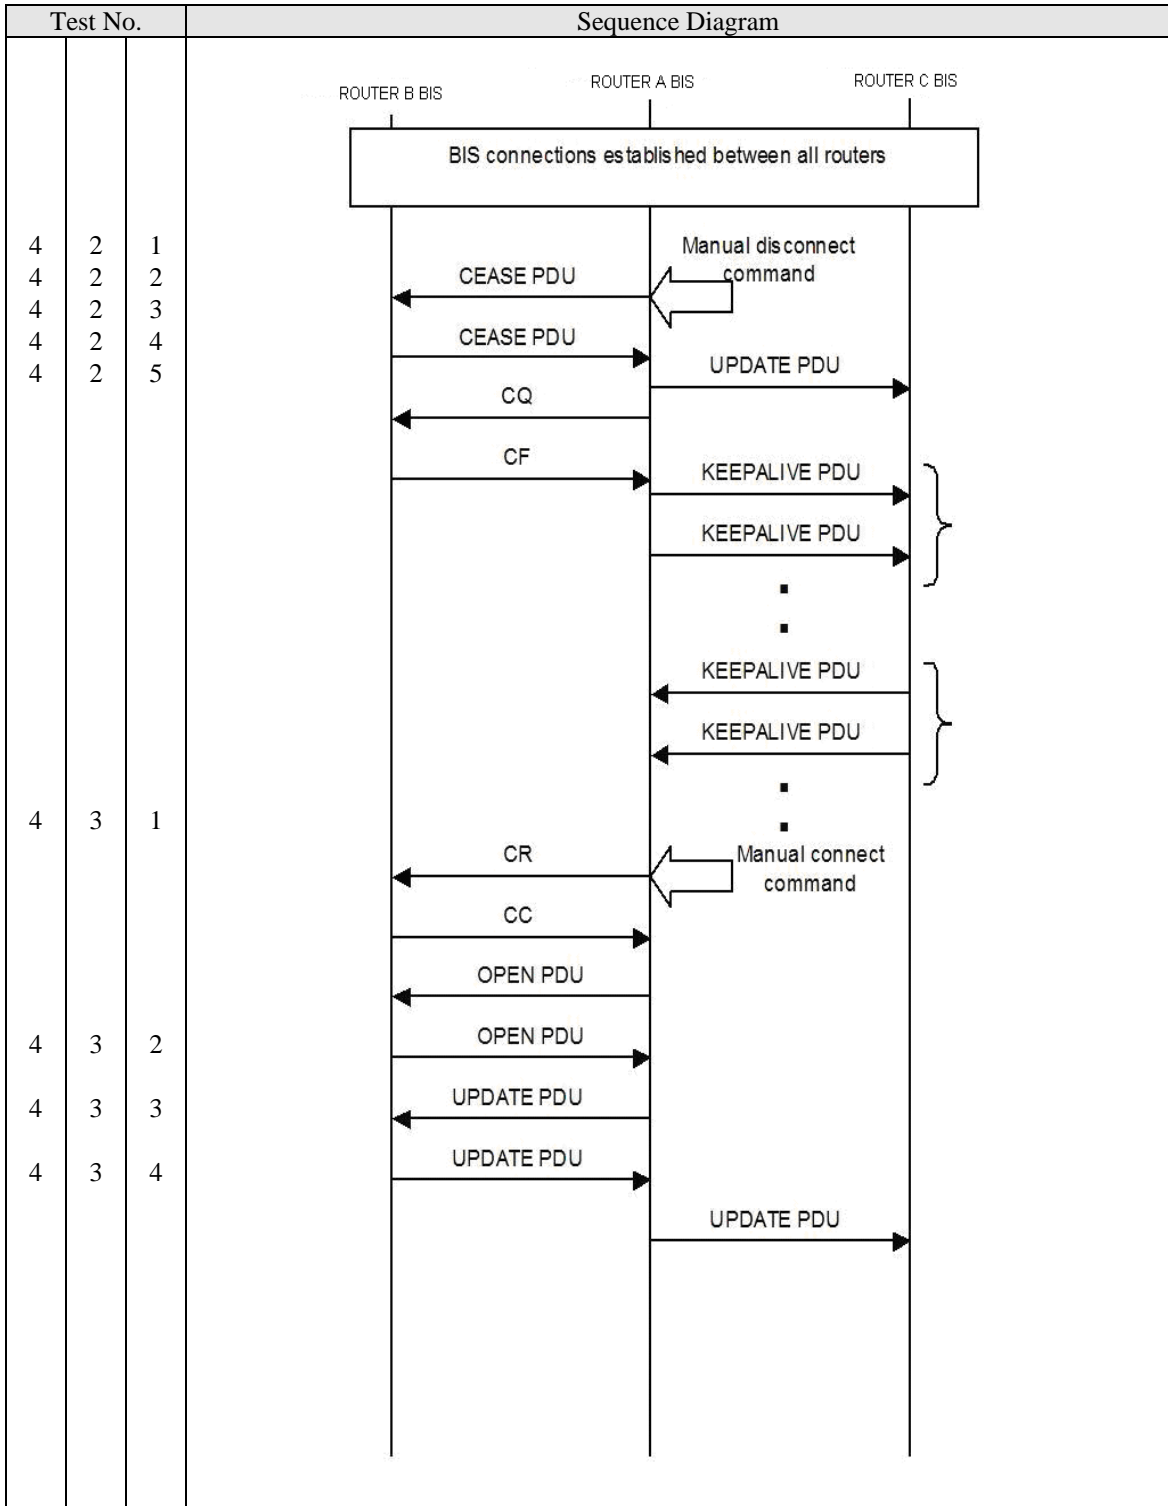 Test No. Sequence Diagram
ROUTER B BIS ROUTER A BIS ROUTER C BIS
BIS connections established between all routers
4 2 1 Manual disconnect
4 2 2 CEASE PDU command
4 2 3
4 2 4 CEASE PDU
4 2 5 UPDATE PDU
CQ
CF
KEEPALIVE PDU
KEEPALIVE PDU
KEEPALIVE PDU
KEEPALIVE PDU
4 3 1
CR Manual connect
command
CC
OPEN PDU
4 3 2 OPEN PDU
4 3 3 UPDATE PDU
4 3 4 UPDATE PDU
UPDATE PDU